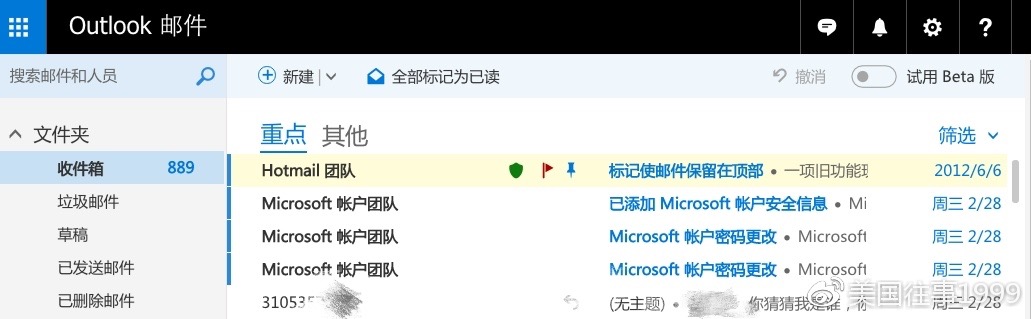 Outlook 邮件
搜索邮件和人员
新建
全部标记为已读
撤消
试用 Beta 版
文件夹
收件箱 889
垃圾邮件
草稿
已发送邮件
已删除邮件
重点 其他
筛选
Hotmail 团队 标记使邮件保留在顶部 • 一项旧功能 2012/6/6
Microsoft 帐户团队 已添加 Microsoft 帐户安全信息 • Mi 周三 2/28
Microsoft 帐户团队 Microsoft 帐户密码更改 • Microsoft 周三 2/28
Microsoft 帐户团队 Microsoft 帐户密码更改 • Microsoft 周三 2/28
31053 (无主题) • 你猜猜我是谁，你 周三 2/28
@美国往事1999